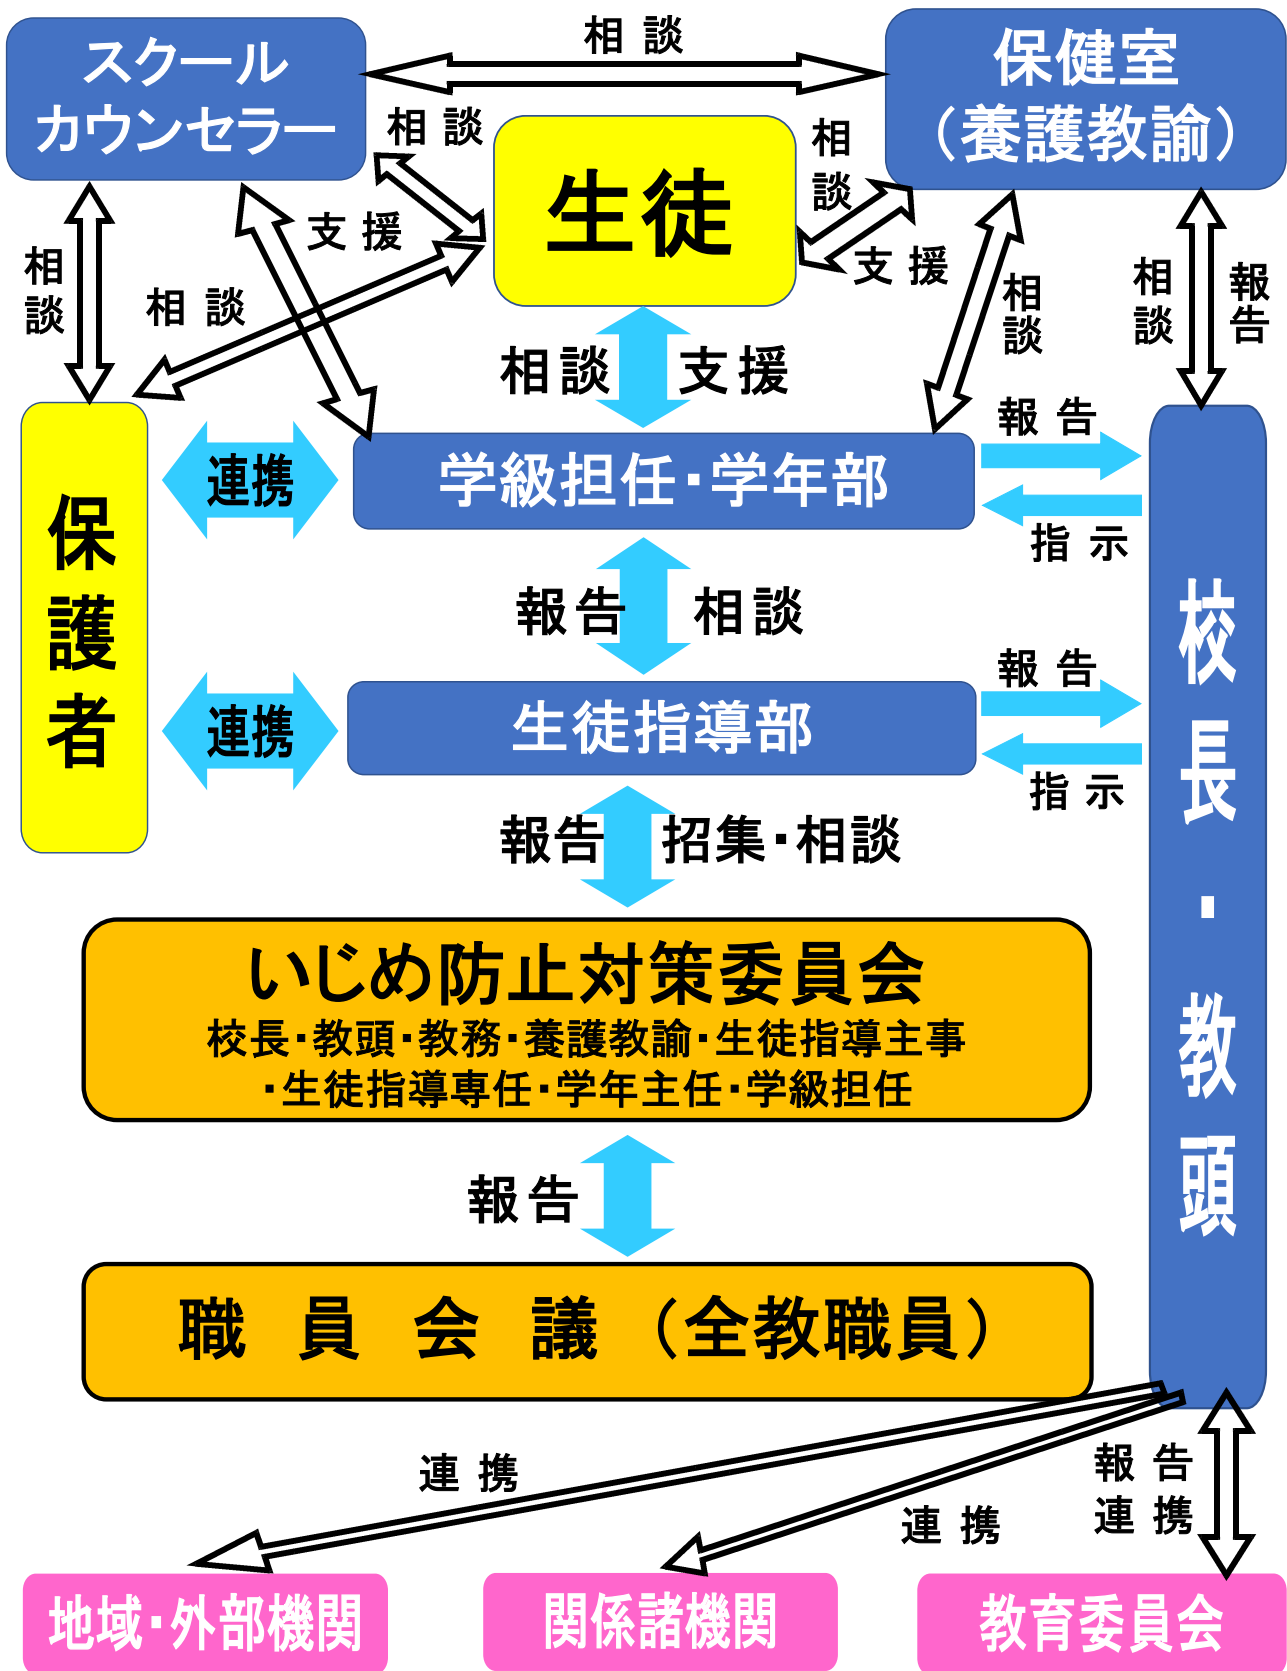 相談
スクール
カウンセラー
保健室
（養護教諭）
相談
生徒
相
談
支援
支援
相
談
相談
相
談
相
談
報
告
相談
支援
保
護
者
連携
学級担任・学年部
報告
指示
報告
相談
校
長
・
教
頭
連携
生徒指導部
報告
指示
報告
招集・相談
いじめ防止対策委員会
校長・教頭・教務・養護教諭・生徒指導主事
・生徒指導専任・学年主任・学級担任
報告
職員会議（全教職員）
連携
連携
報告
連携
地域・外部機関
関係諸機関
教育委員会